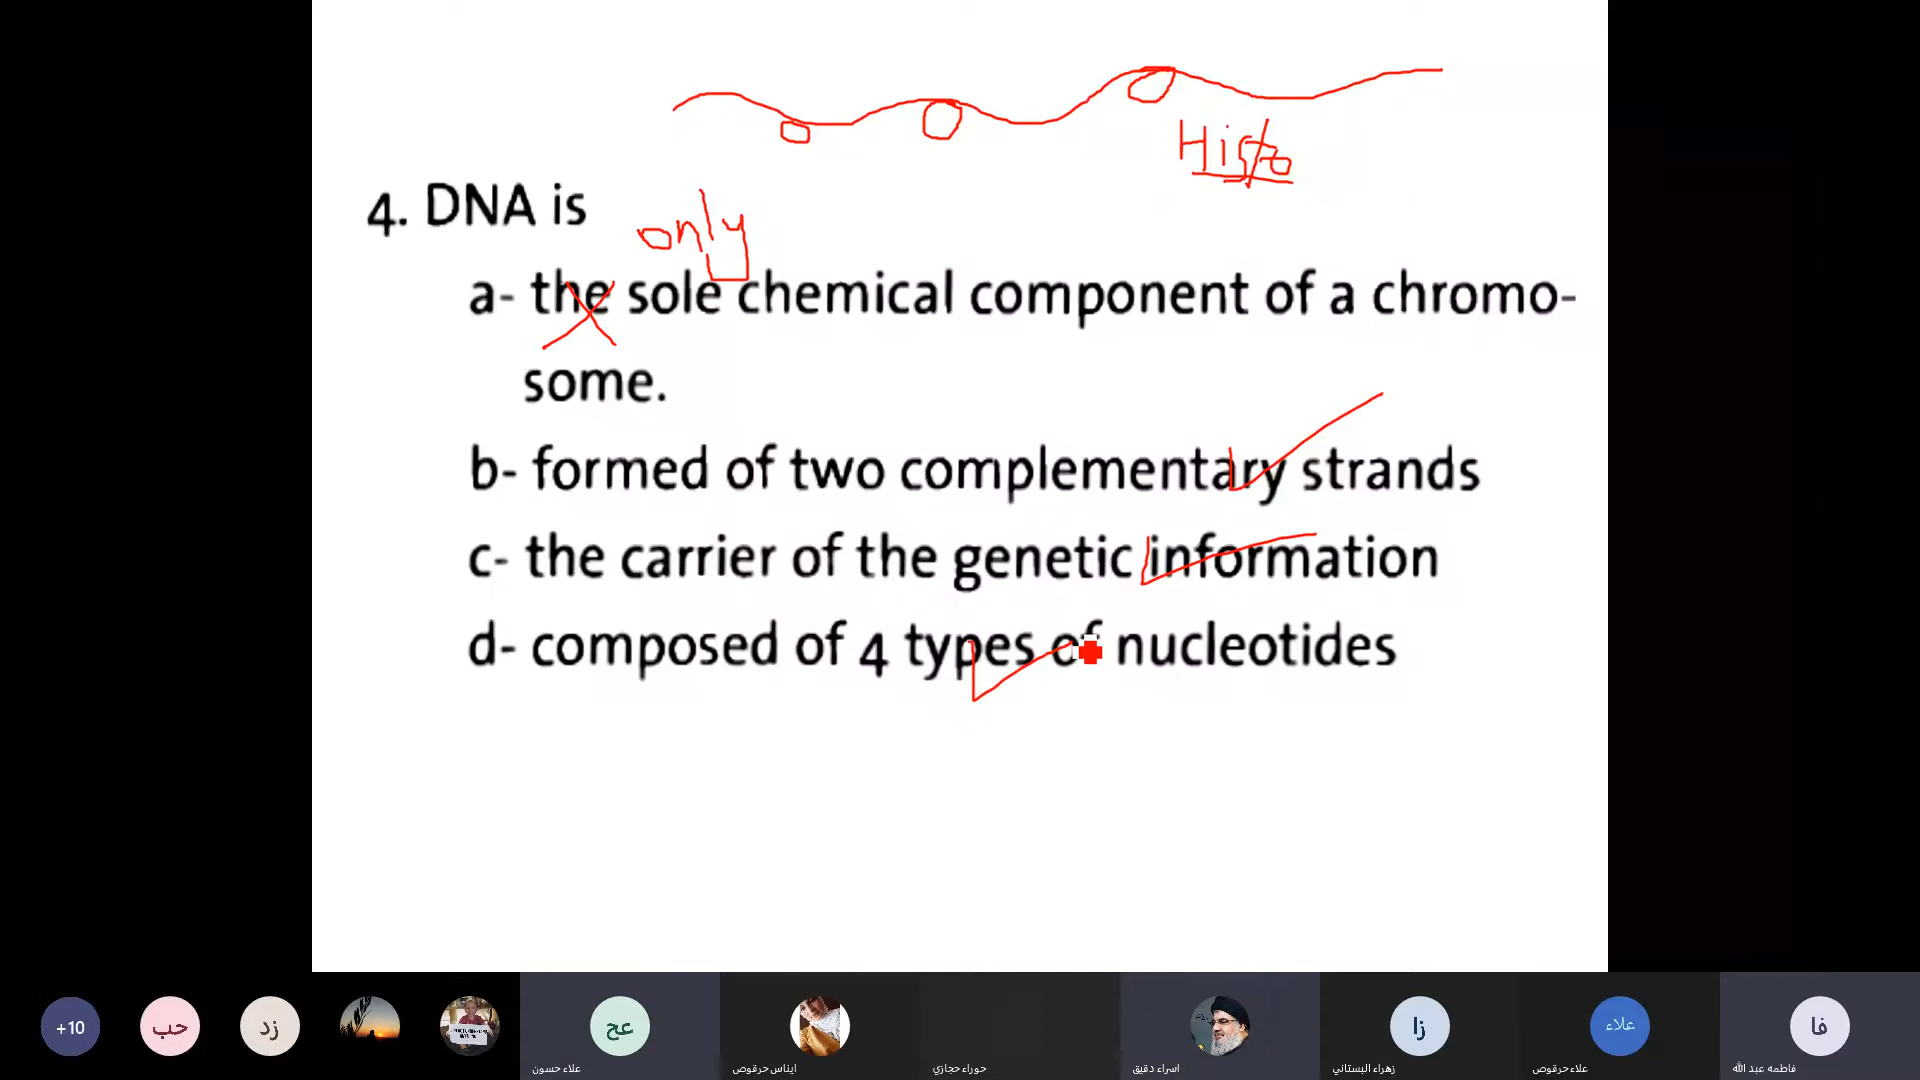 Histo
4. DNA is
only
a- the sole chemical component of a chromo-
some.
b- formed of two complementary strands
c- the carrier of the genetic information
d- composed of 4 types of nucleotides
+10
حب
زد
عح
زا
علاء
فا
علاء حسون
ايناس حرقوص
حوراء حجازي
اسراء دقيق
زهراء البستاني
علاء حرقوص
فاطمه عبد الله